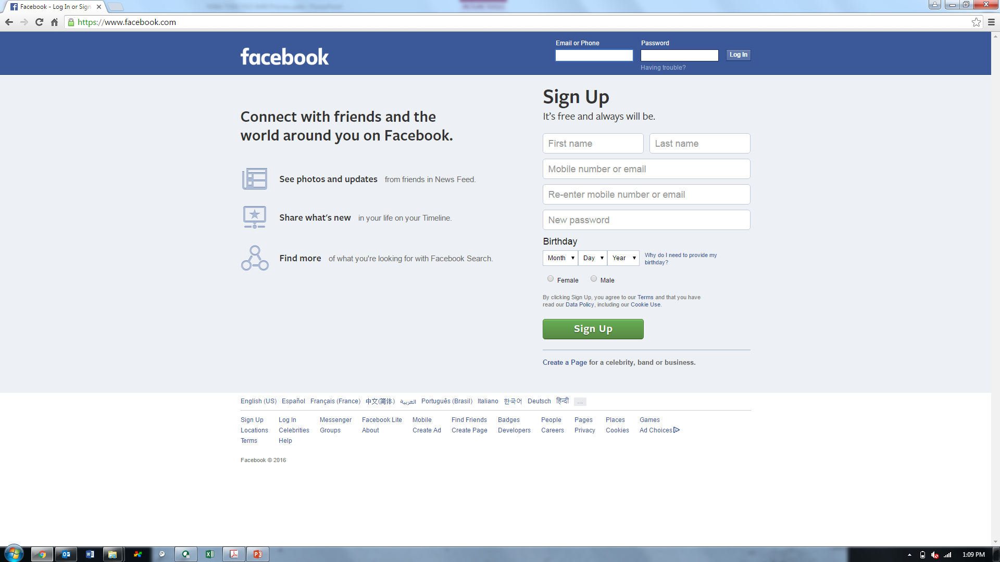 Facebook - Log In or Sign
https://www.facebook.com
facebook
Email or Phone
Password
Log In
Having trouble?
Connect with friends and the
world around you on Facebook.
See photos and updates from friends in News Feed.
Share what's new in your life on your Timeline.
Find more of what you're looking for with Facebook Search.
Sign Up
It's free and always will be.
First name Last name
Mobile number or email
Re-enter mobile number or email
New password
Birthday
Month Day Year
Why do I need to provide my
birthday?
Female Male
By clicking Sign Up, you agree to our Terms and that you have
read our Data Policy, including our Cookie Use.
Sign Up
Create a Page for a celebrity, band or business.
English (US) Español Français (France) 中文(简体) العربية Português (Brasil) Italiano 한국어 Deutsch हिन्दी ...
Sign Up Log In Messenger Facebook Lite Mobile Find Friends Badges People Pages Places Games
Locations Celebrities Groups About Create Ad Create Page Developers Careers Privacy Cookies Ad Choices
Terms Help
Facebook © 2016
1:09 PM